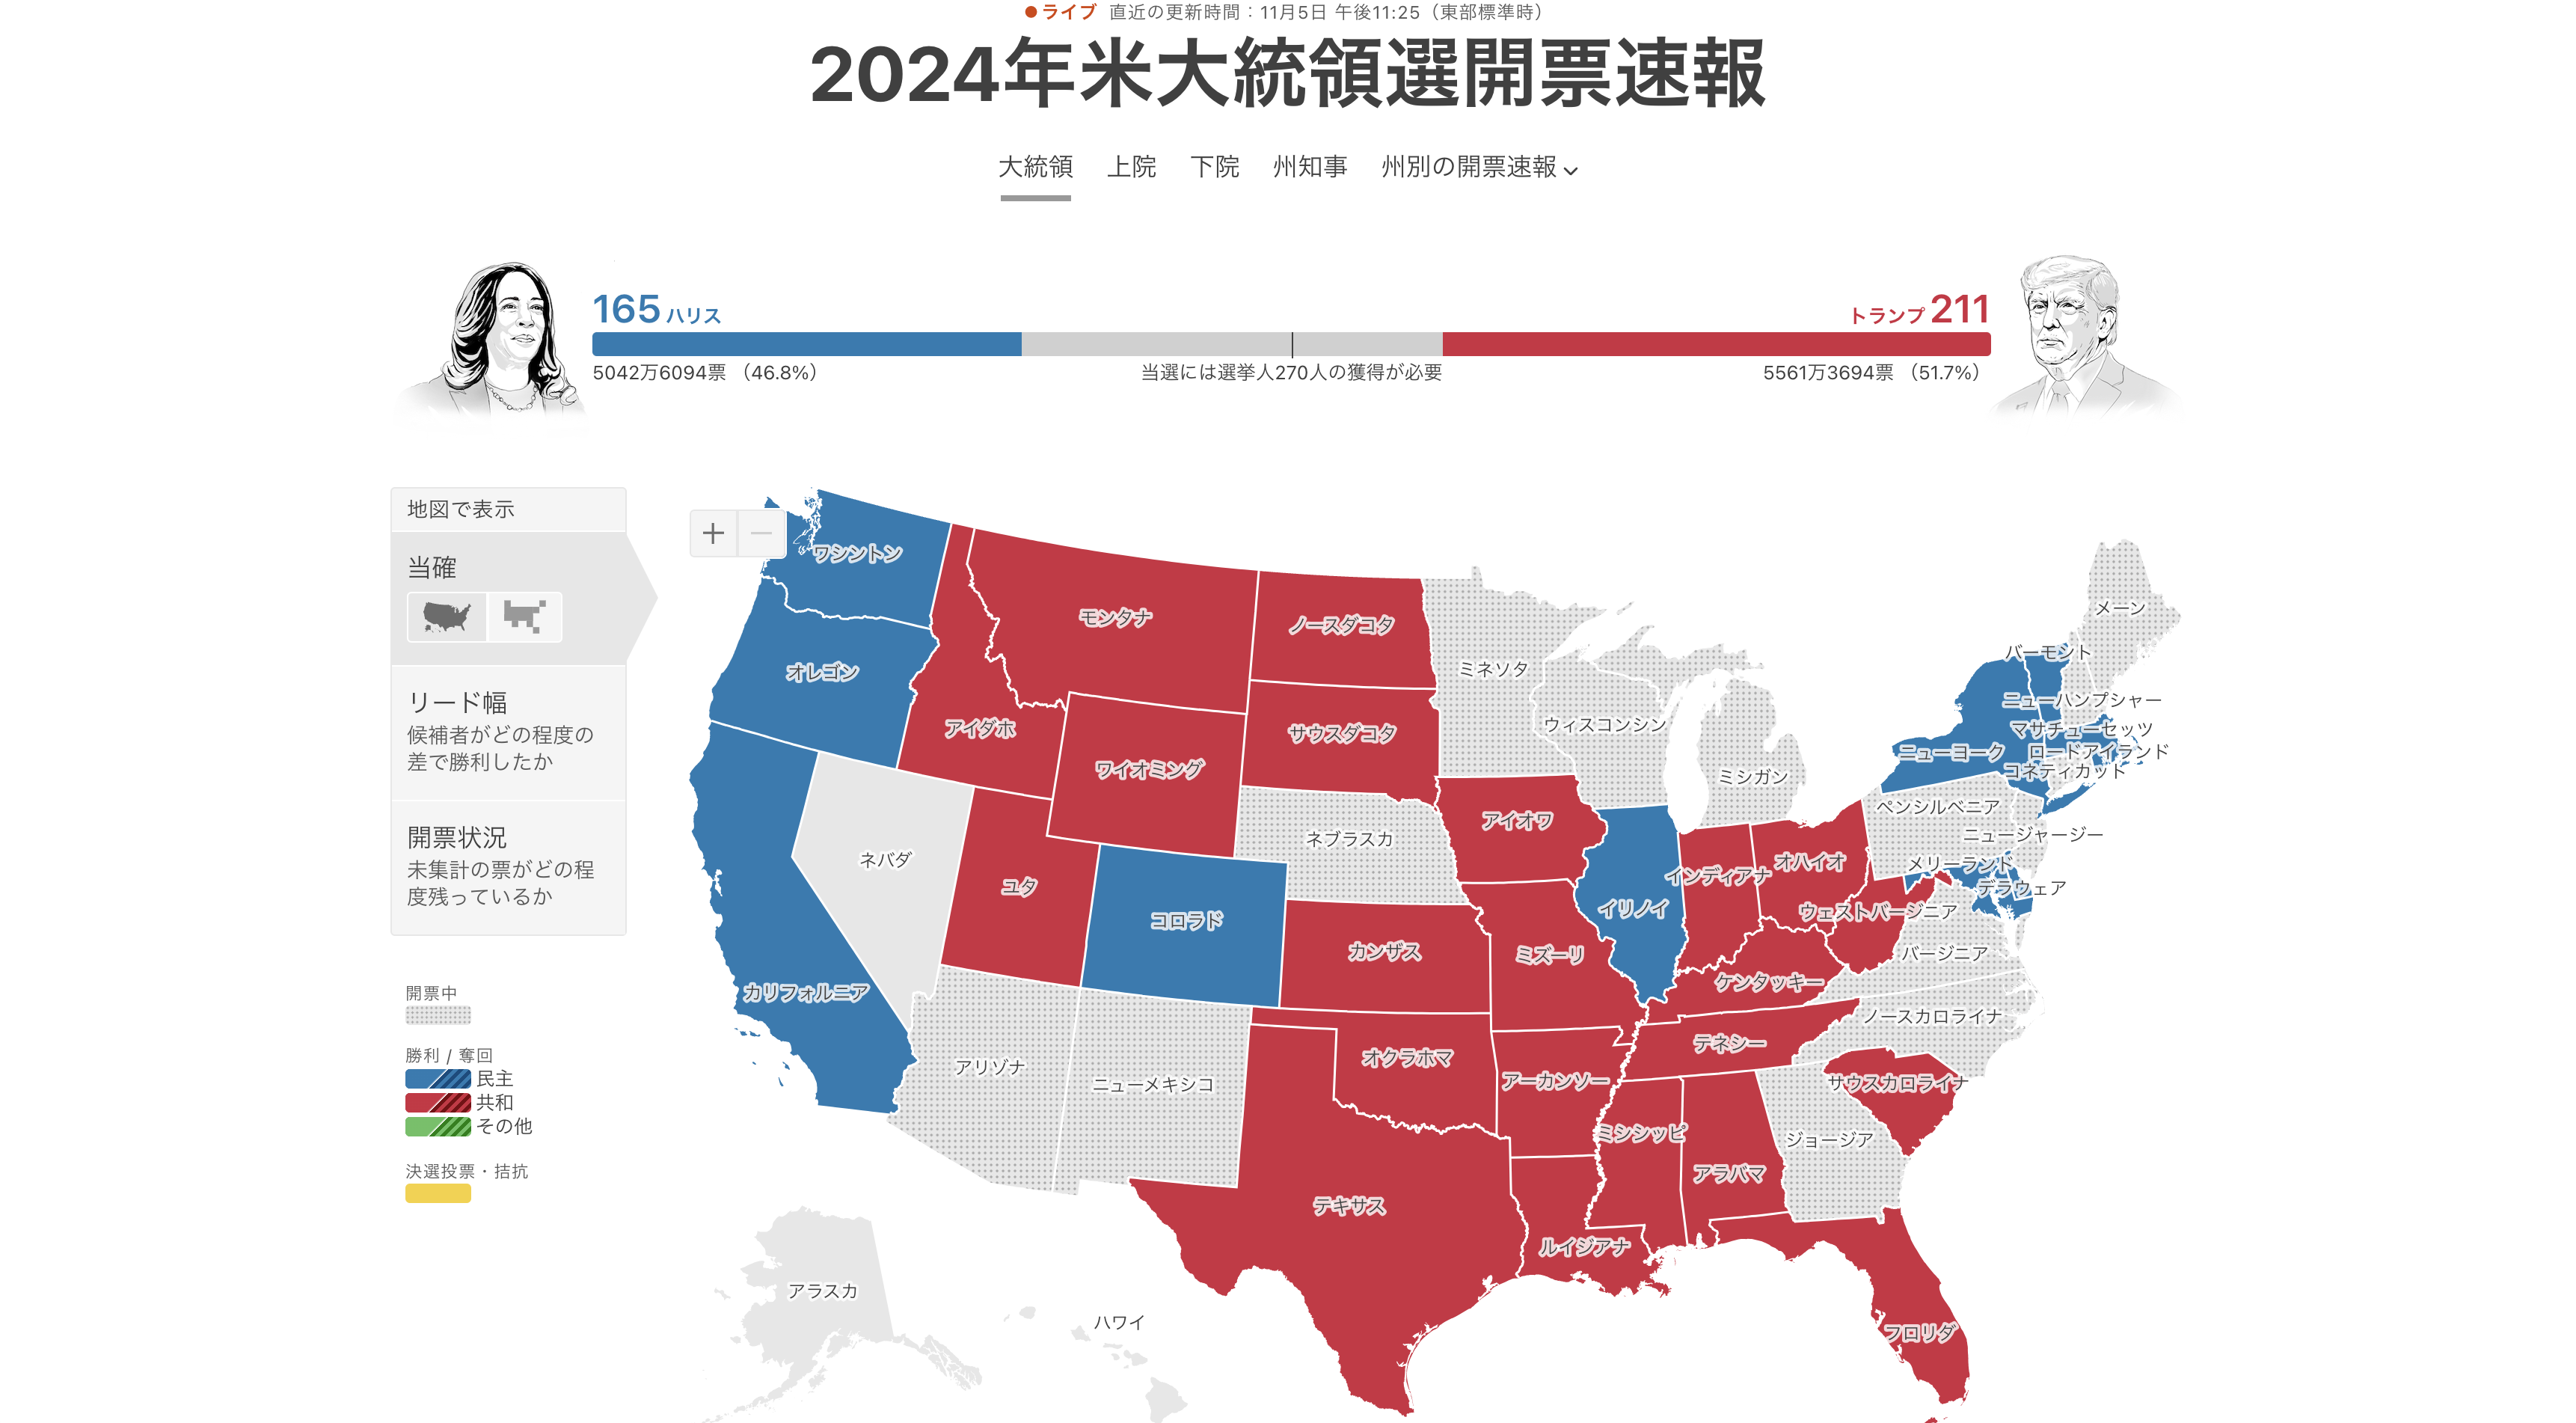 ライブ 直近の更新時間：11月5日 午後11:25（東部標準時）
2024年米大統領選開票速報
大統領 上院 下院 州知事 州別の開票速報
165 ハリス
トランプ 211
5042万6094票 （46.8%）
当選には選挙人270人の獲得が必要
5561万3694票 （51.7%）
地図で表示
当確
リード幅
候補者がどの程度の
差で勝利したか
開票状況
未集計の票がどの程
度残っているか
開票中
勝利 / 奪回
民主
共和
その他
決選投票・拮抗
+ −
ワシントン
モンタナ
ノースダコタ
メーン
オレゴン
ミネソタ
バーモント
アイダホ
サウスダコタ
ウィスコンシン
ニューハンプシャー
マサチューセッツ
ワイオミング
ミシガン
ニューヨーク
ロードアイランド
コネティカット
アイオワ
ペンシルベニア
ネブラスカ
ニュージャージー
ネバダ
ユタ
オハイオ
メリーランド
インディアナ
デラウェア
コロラド
イリノイ
ウェストバージニア
カンザス
ミズーリ
バージニア
カリフォルニア
ケンタッキー
ノースカロライナ
アリゾナ
オクラホマ
テネシー
ニューメキシコ
アーカンソー
サウスカロライナ
ミシシッピ
ジョージア
アラバマ
テキサス
ルイジアナ
アラスカ
ハワイ
フロリダ